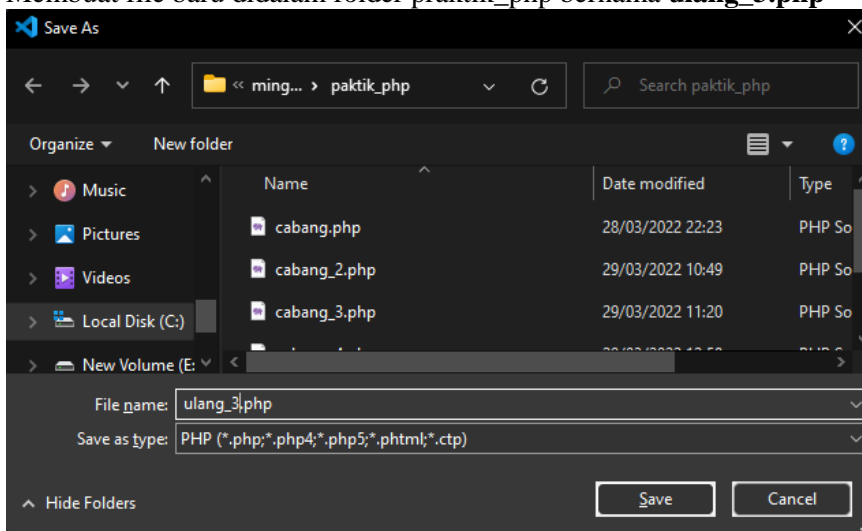 Membuat file baru didalam folder praktik_php bernama ulang_3.php
Save As
« ming... › paktik_php
Search paktik_php
Organize
New folder
Name
Date modified
Type
Music
Pictures
Videos
Local Disk (C:)
New Volume (E:
cabang.php
28/03/2022 22:23
PHP So
cabang_2.php
29/03/2022 10:49
PHP So
cabang_3.php
29/03/2022 11:20
PHP So
File name:
ulang_3.php
Save as type:
PHP (*.php;*.php4;*.php5;*.phtml;*.ctp)
Hide Folders
Save
Cancel